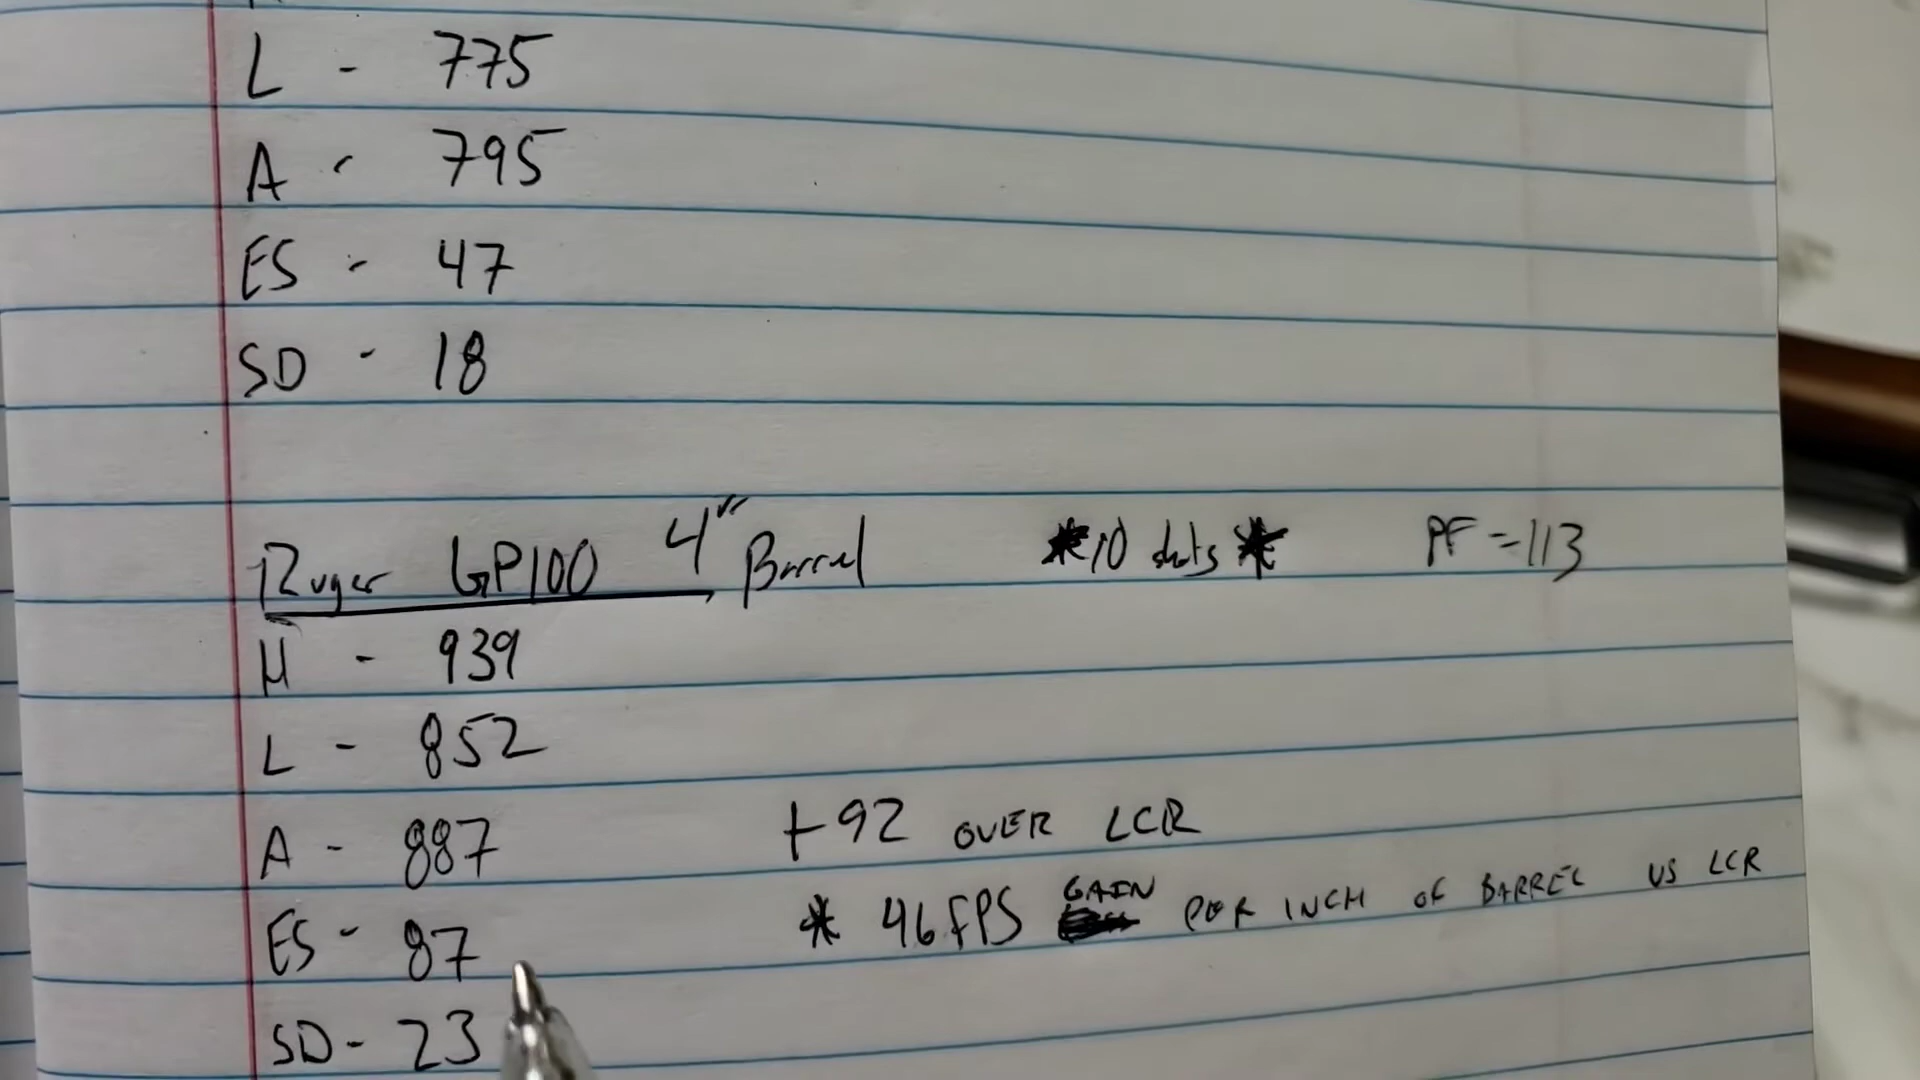 L - 775
A - 795
ES - 47
SD - 18
Ruger GP100 4" Barrel *10 shots* PF = 113
H - 939
L - 852
A - 887 +92 OVER LCR
ES - 87 * 46 FPS GAIN PER INCH OF BARREL VS LCR
SD - 23